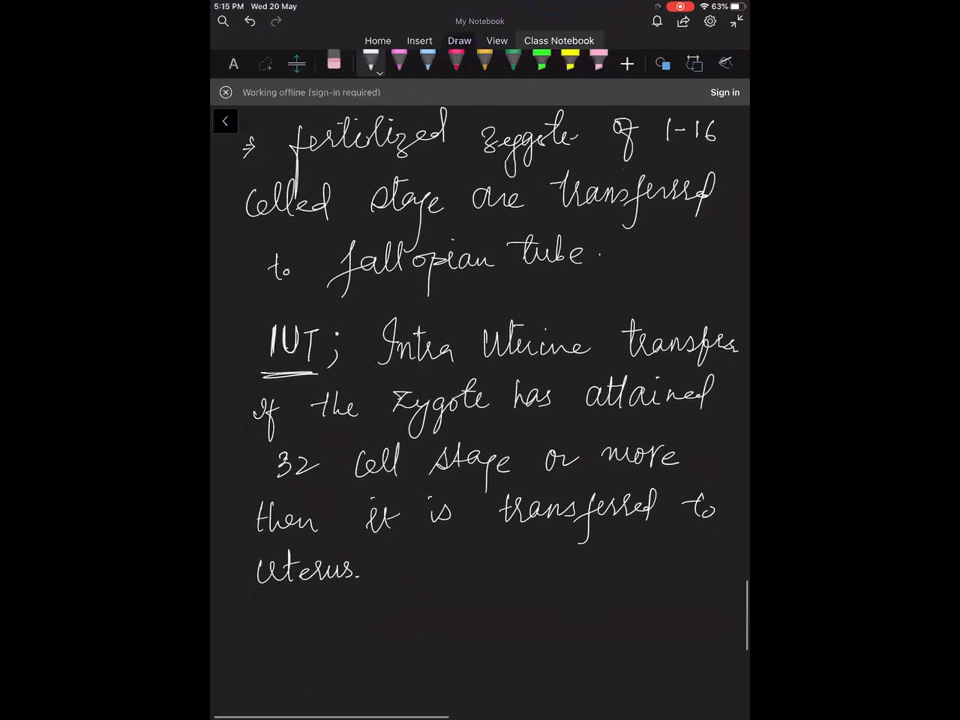 5:15 PM Wed 20 May
63%
My Notebook
Home Insert Draw View Class Notebook
A
Working offline (sign-in required) Sign in
⇒ fertilized zygote of 1-16
celled stage are transferred
to fallopian tube.
IUT; Intra Uterine transfer
If the zygote has attained
32 cell stage or more
then it is transferred to
Uterus.